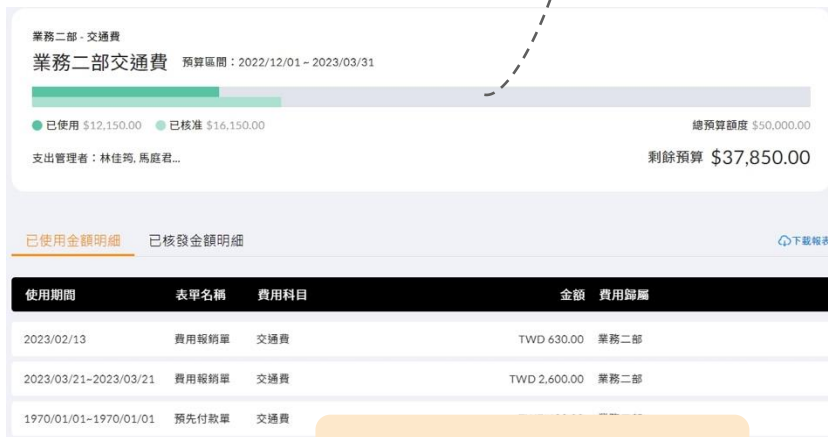 業務二部 - 交通費
業務二部交通費 預算區間：2022/12/01 ~ 2023/03/31
已使用 $12,150.00 已核准 $16,150.00 總預算額度 $50,000.00
支出管理者：林佳筠, 馬庭君... 剩餘預算 $37,850.00
已使用金額明細 已核發金額明細 下載報表
使用期間 表單名稱 費用科目 金額 費用歸屬
2023/02/13 費用報銷單 交通費 TWD 630.00 業務二部
2023/03/21~2023/03/21 費用報銷單 交通費 TWD 2,600.00 業務二部
1970/01/01~1970/01/01 預先付款單 交通費